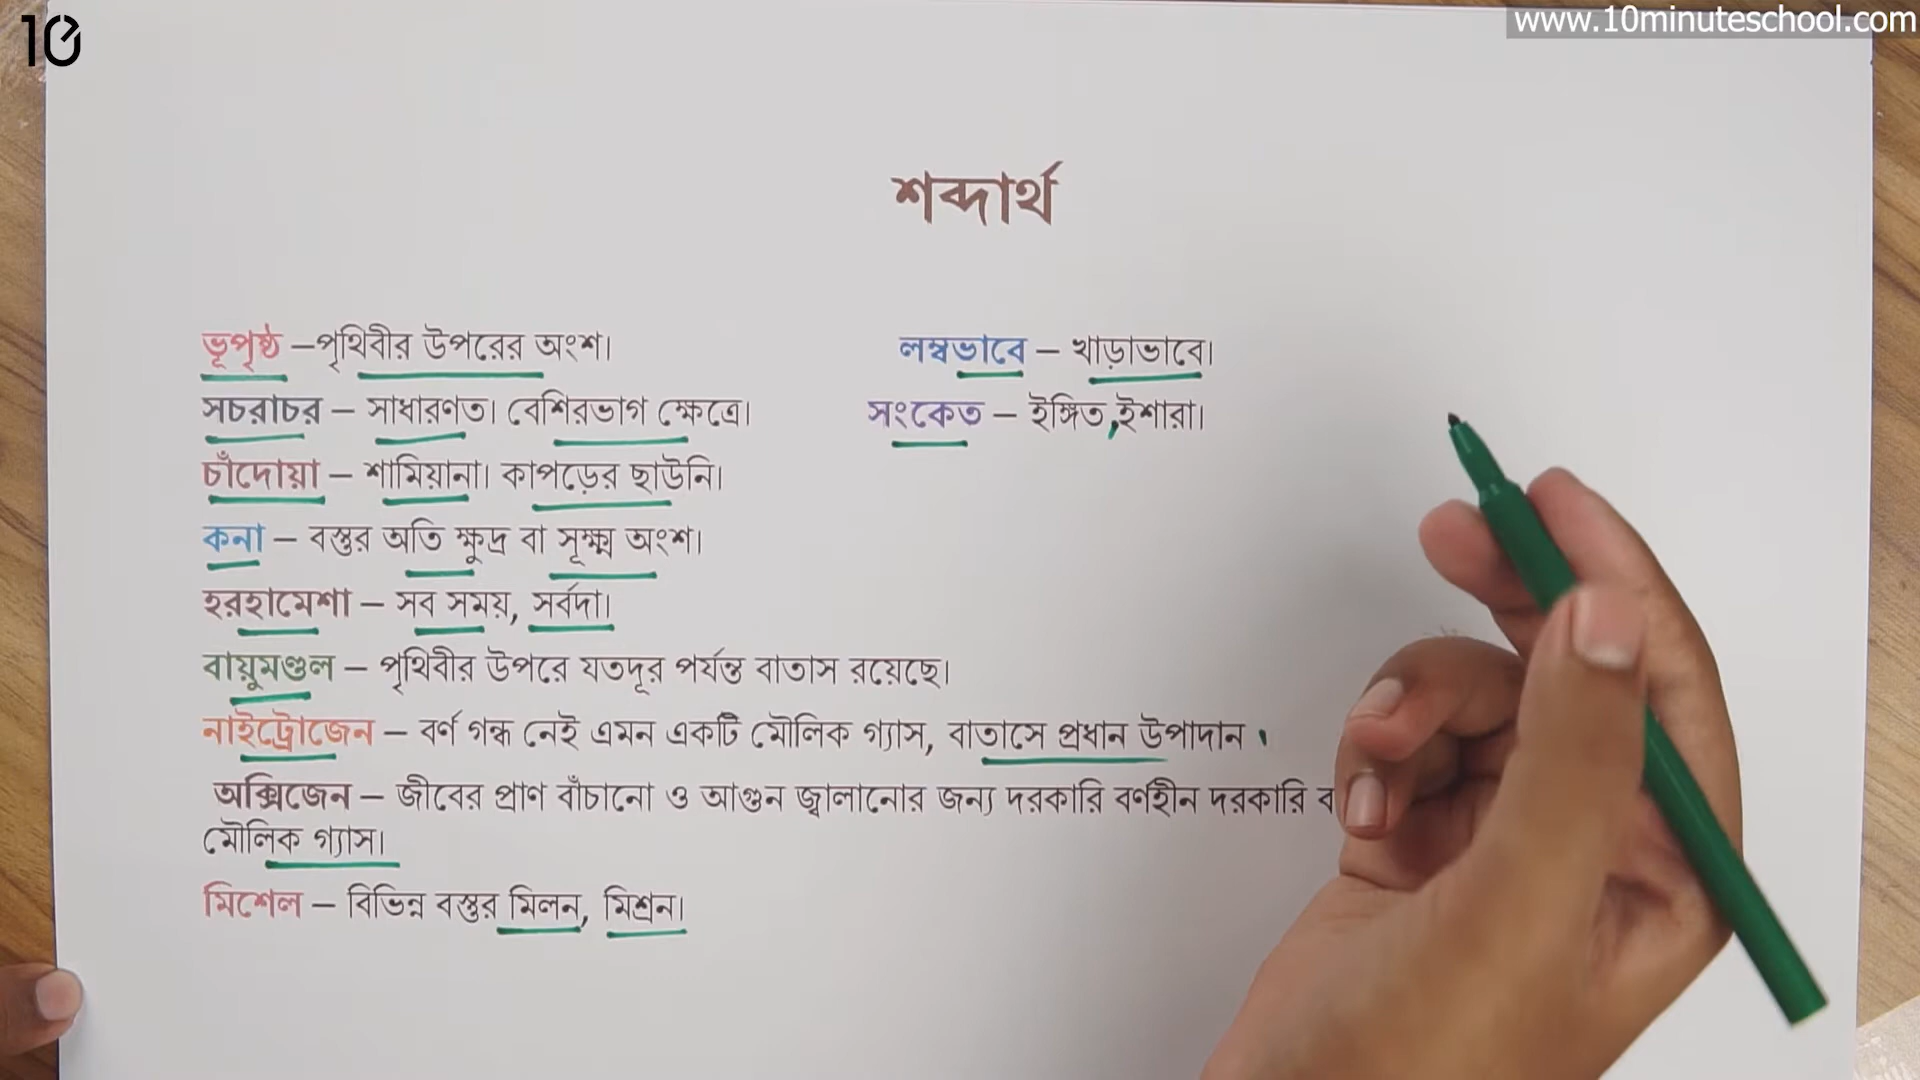 10
www.10minuteschool.com
শব্দার্থ
ভূপৃষ্ঠ –পৃথিবীর উপরের অংশ।
সচরাচর – সাধারণত। বেশিরভাগ ক্ষেত্রে।
চাঁদোয়া – শামিয়ানা। কাপড়ের ছাউনি।
কনা – বস্তুর অতি ক্ষুদ্র বা সূক্ষ্ম অংশ।
হরহামেশা – সব সময়, সর্বদা।
বায়ুমণ্ডল – পৃথিবীর উপরে যতদূর পর্যন্ত বাতাস রয়েছে।
নাইট্রোজেন – বর্ণ গন্ধ নেই এমন একটি মৌলিক গ্যাস, বাতাসে প্রধান উপাদান
অক্সিজেন – জীবের প্রাণ বাঁচানো ও আগুন জ্বালানোর জন্য দরকারি বর্ণহীন দরকারি
মৌলিক গ্যাস।
মিশেল – বিভিন্ন বস্তুর মিলন, মিশ্রন।
লম্বভাবে – খাড়াভাবে।
সংকেত – ইঙ্গিত,ইশারা।